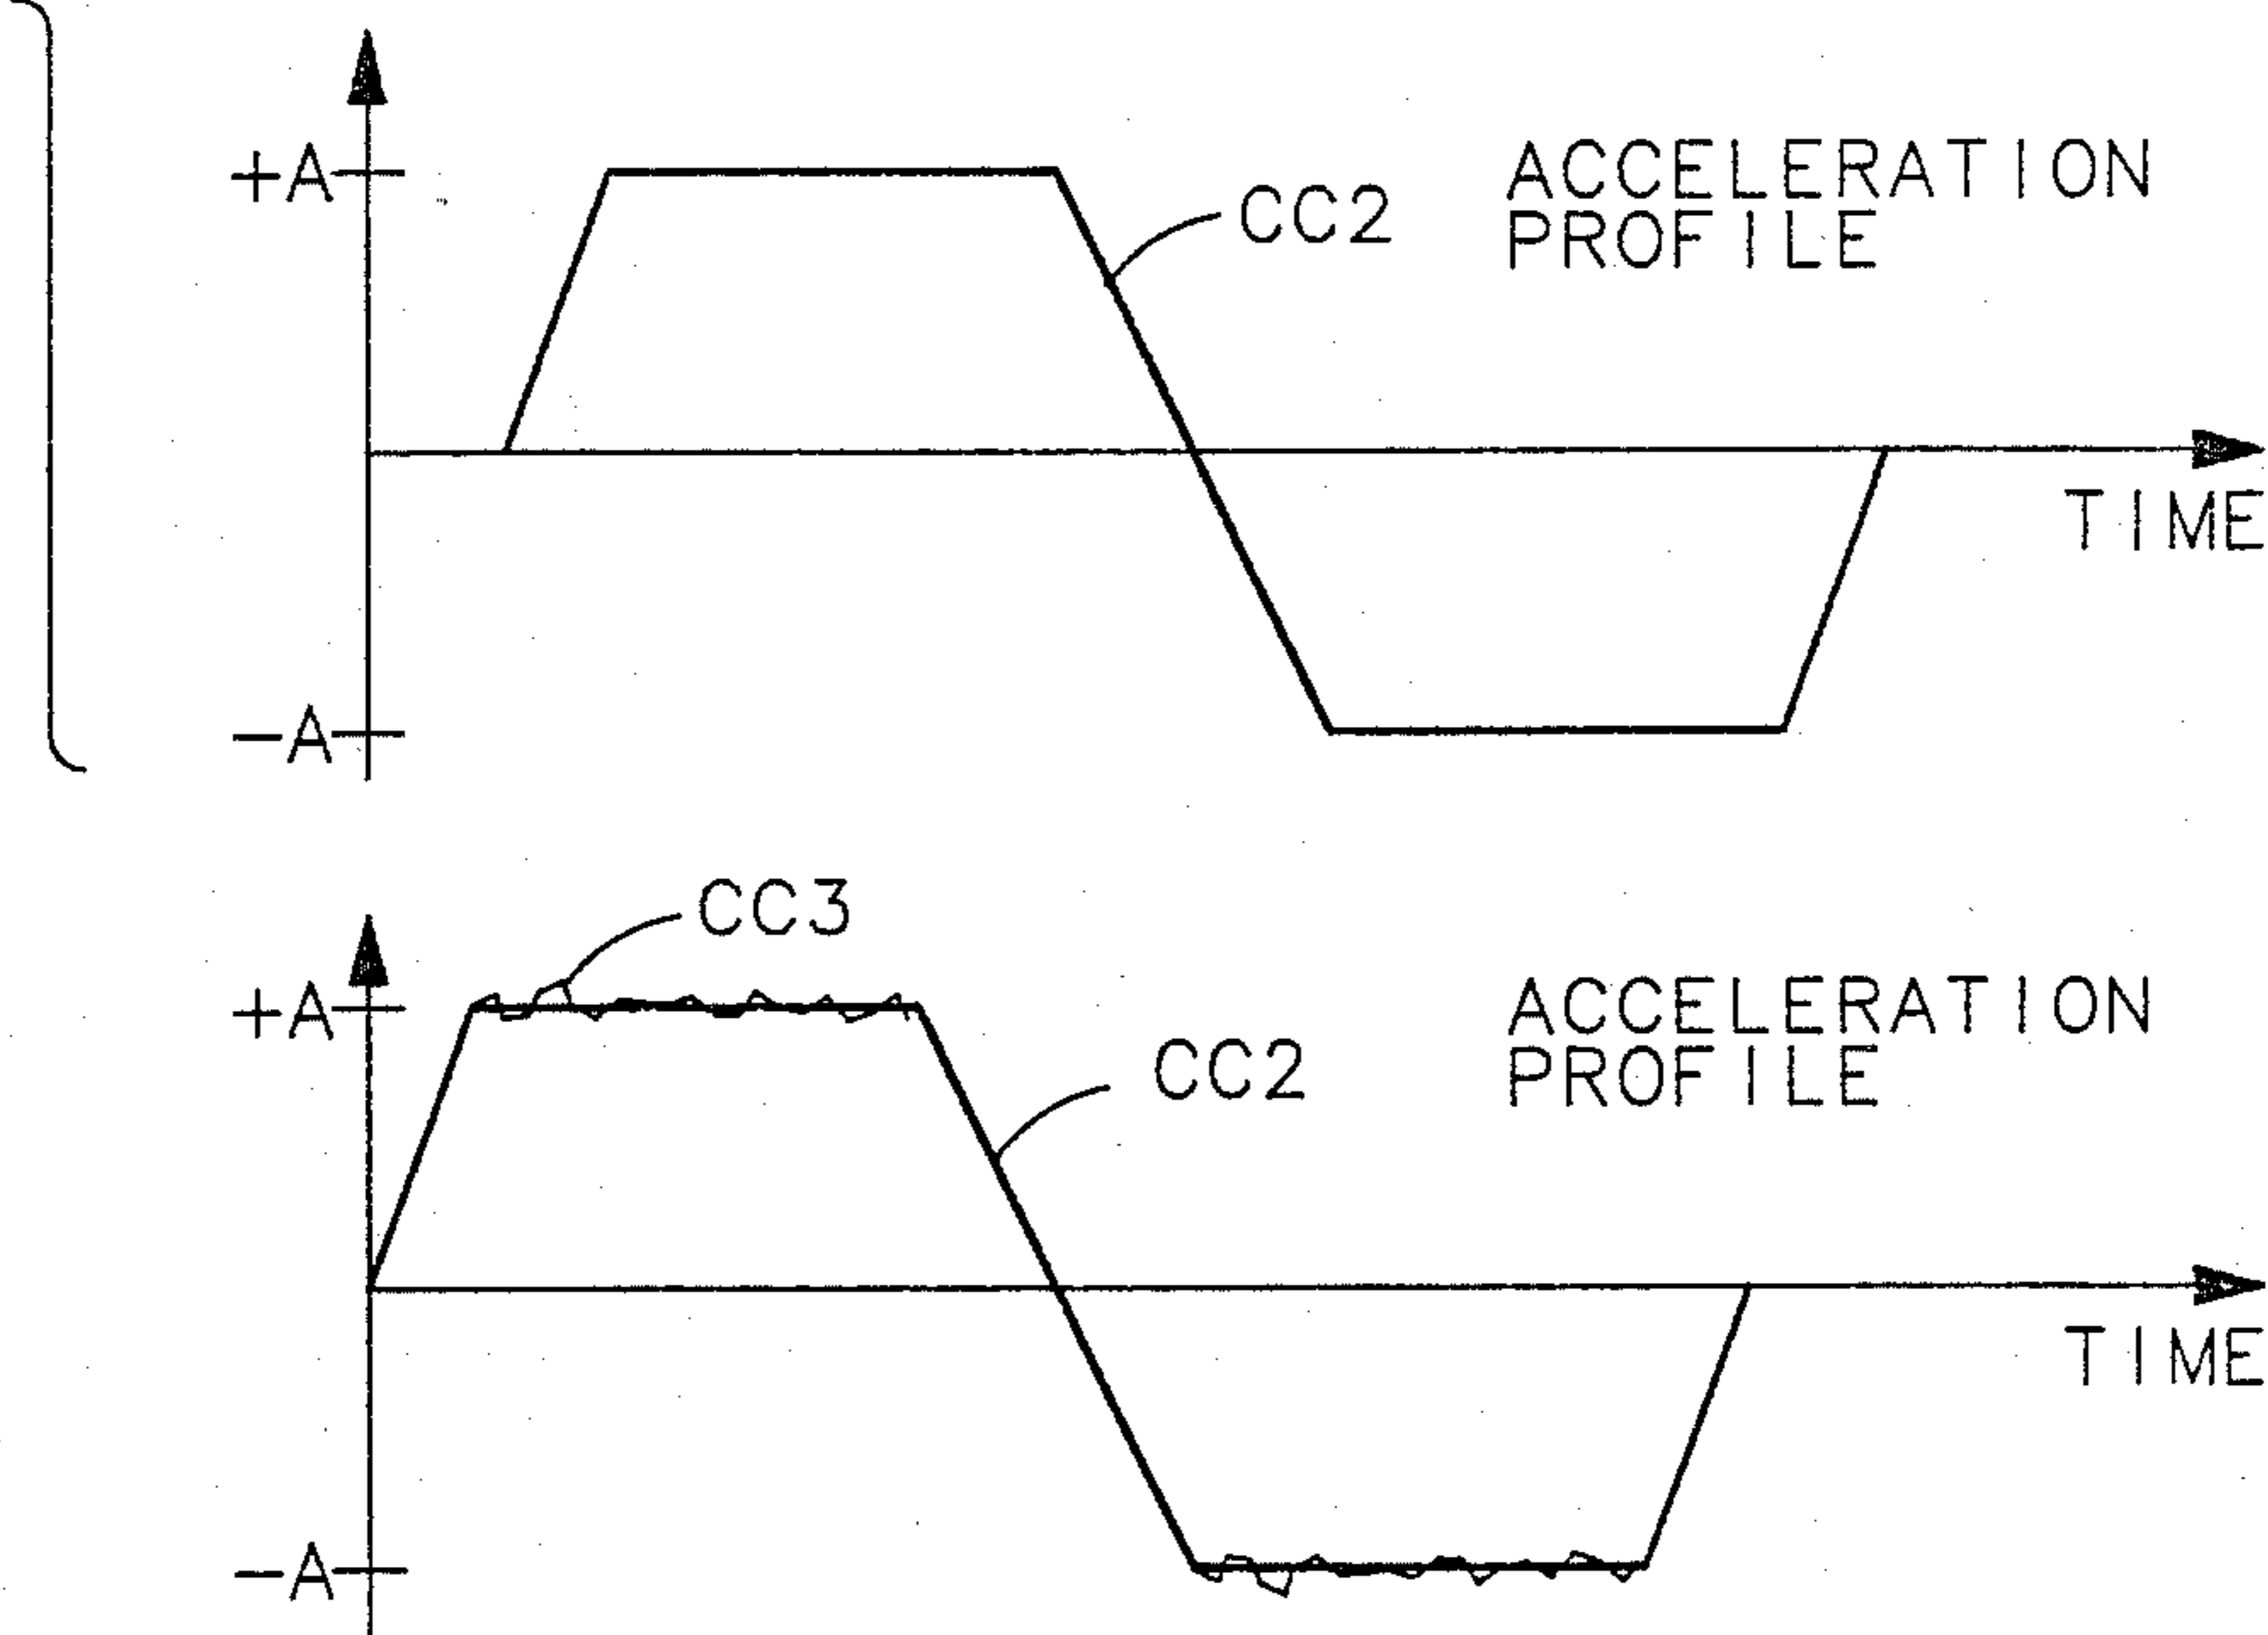 +A
CC2
ACCELERATION
PROFILE
TIME
−A
CC3
+A
CC2
ACCELERATION
PROFILE
TIME
−A